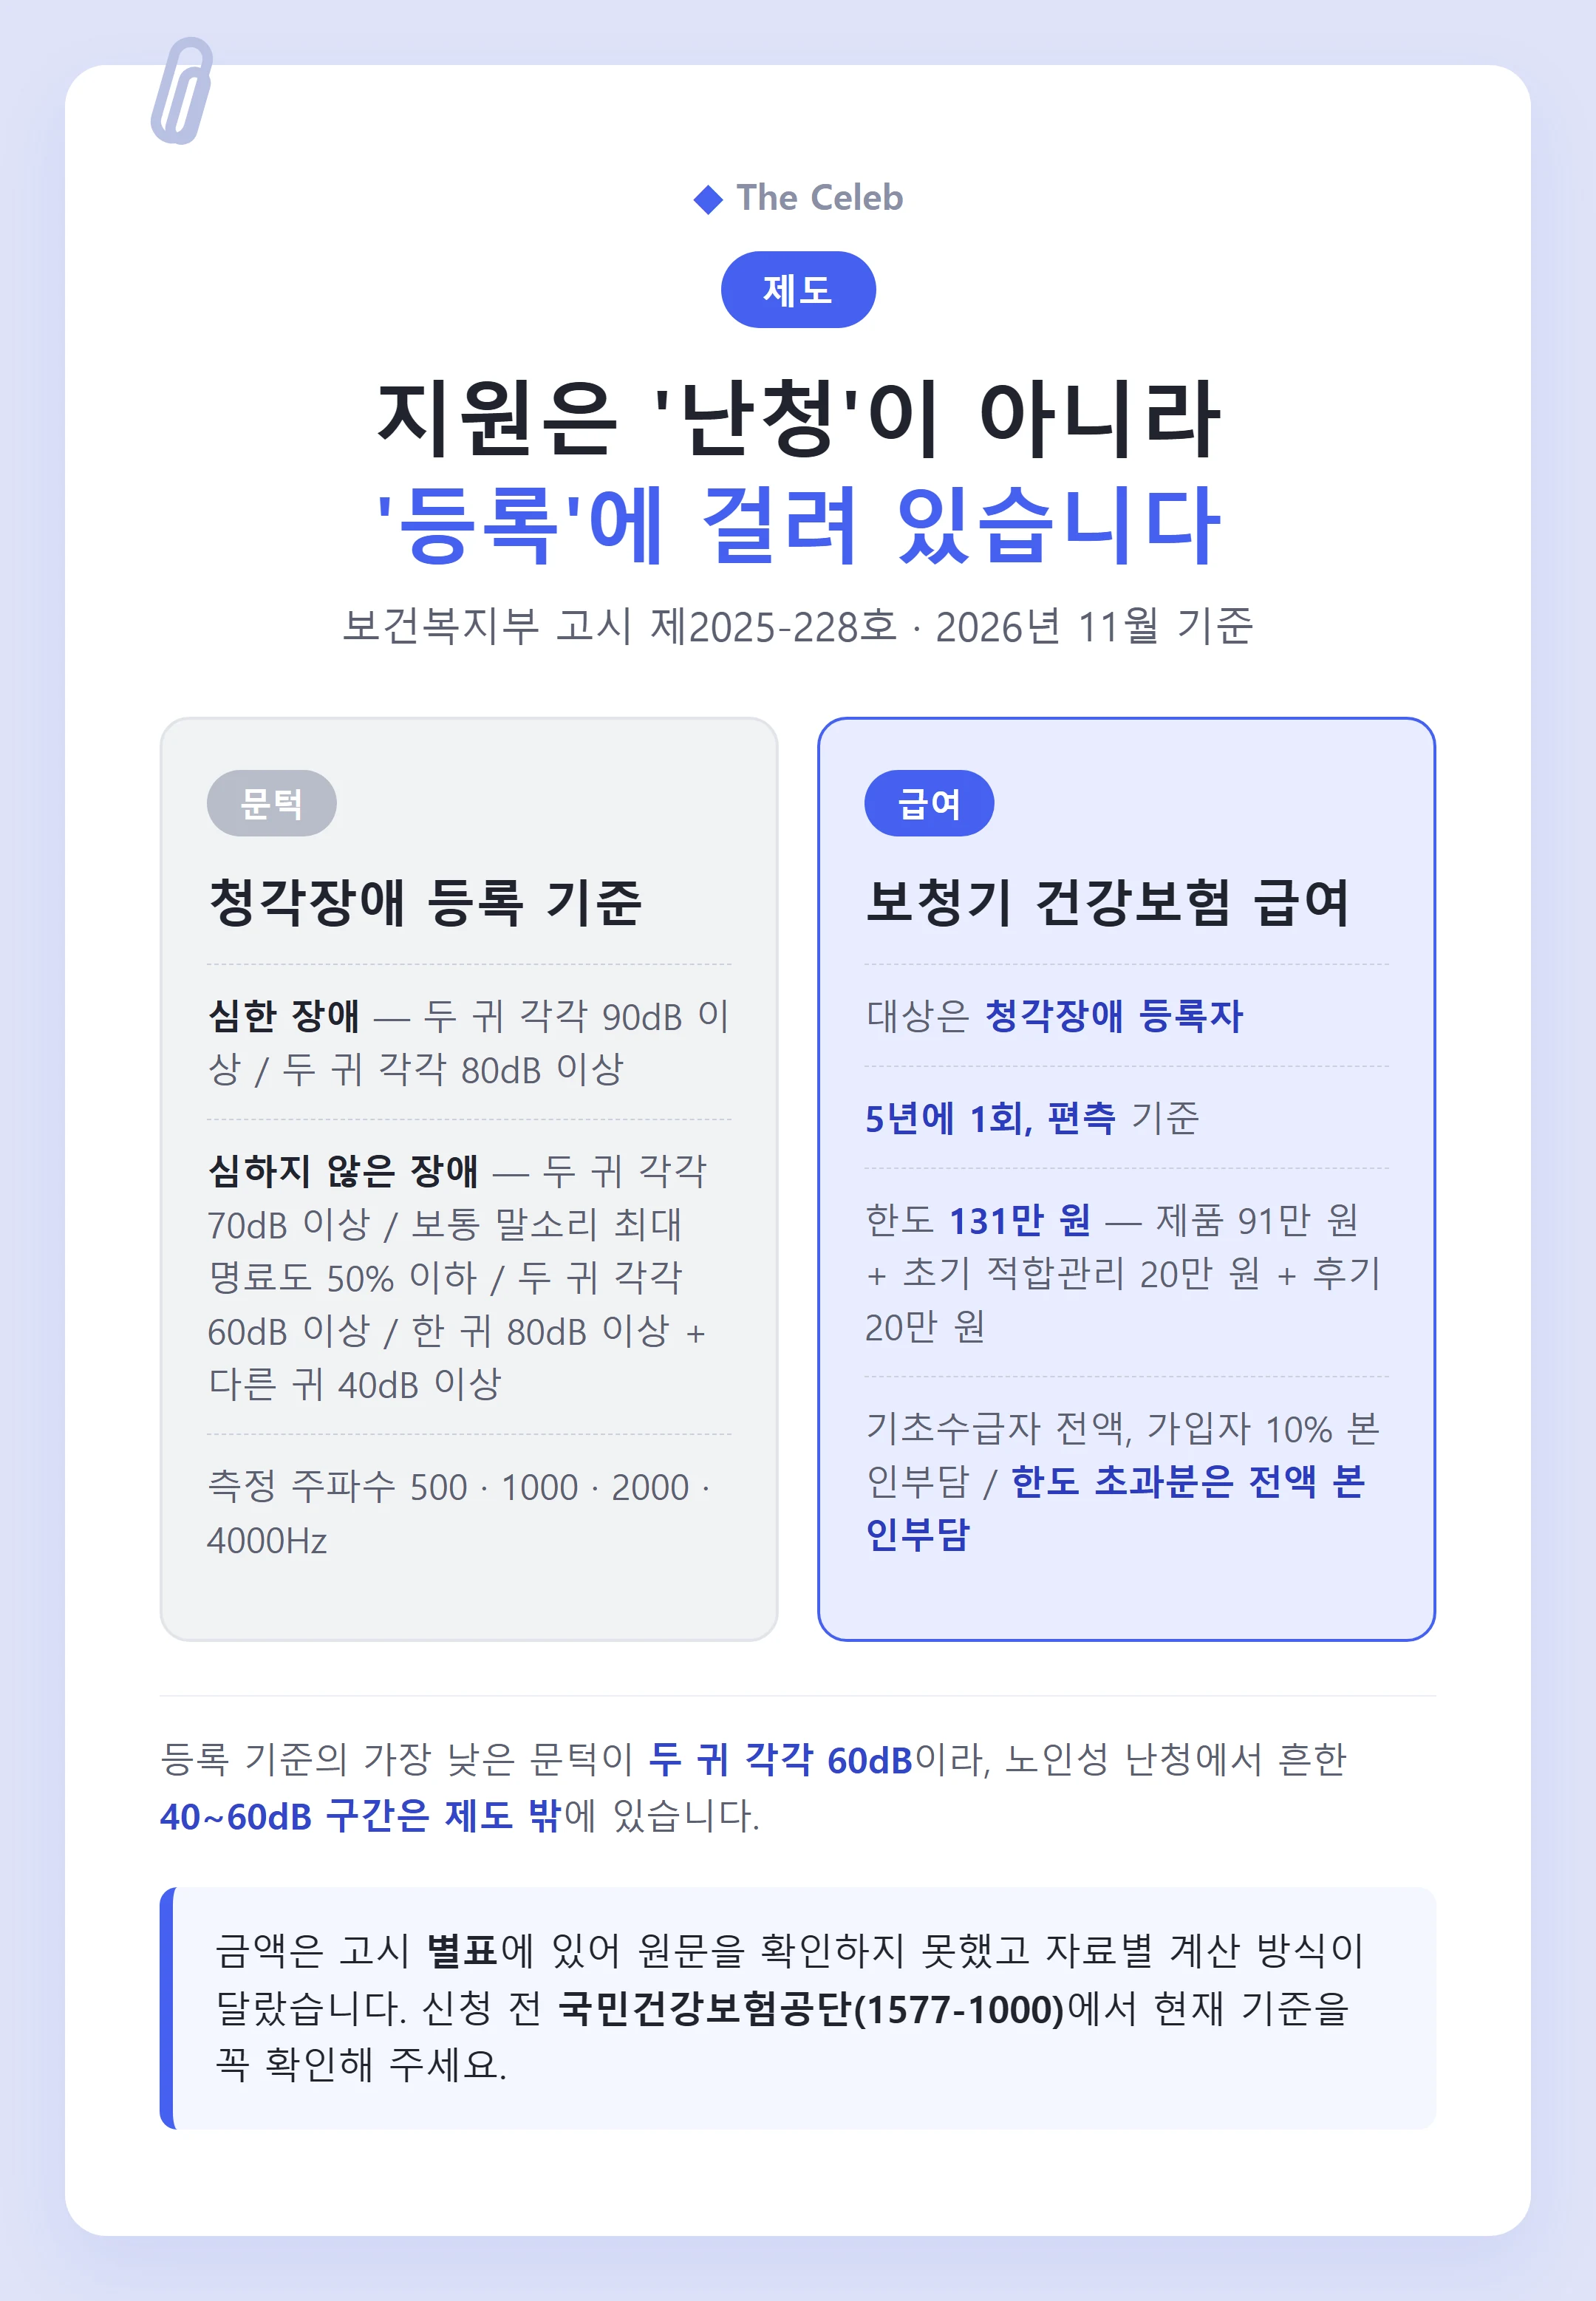 The Celeb
제도
지원은 '난청'이 아니라
'등록'에 걸려 있습니다
보건복지부 고시 제2025-228호 · 2026년 11월 기준
문턱
청각장애 등록 기준
심한 장애 — 두 귀 각각 90dB 이
상 / 두 귀 각각 80dB 이상
심하지 않은 장애 — 두 귀 각각
70dB 이상 / 보통 말소리 최대
명료도 50% 이하 / 두 귀 각각
60dB 이상 / 한 귀 80dB 이상 +
다른 귀 40dB 이상
측정 주파수 500 · 1000 · 2000 ·
4000Hz
급여
보청기 건강보험 급여
대상은 청각장애 등록자
5년에 1회, 편측 기준
한도 131만 원 — 제품 91만 원
+ 초기 적합관리 20만 원 + 후기
20만 원
기초수급자 전액, 가입자 10% 본
인부담 / 한도 초과분은 전액 본
인부담
등록 기준의 가장 낮은 문턱이 두 귀 각각 60dB이라, 노인성 난청에서 흔한
40~60dB 구간은 제도 밖에 있습니다.
금액은 고시 별표에 있어 원문을 확인하지 못했고 자료별 계산 방식이
달랐습니다. 신청 전 국민건강보험공단(1577-1000)에서 현재 기준을
꼭 확인해 주세요.